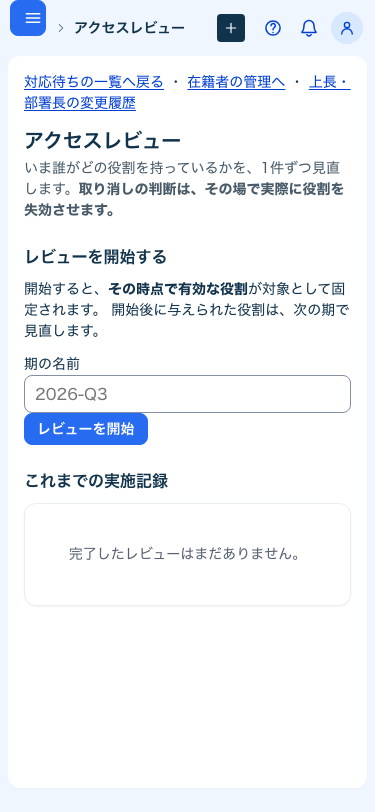 アクセスレビュー
対応待ちの一覧へ戻る ・ 在籍者の管理へ ・ 上長・
部署長の変更履歴
アクセスレビュー
いま誰がどの役割を持っているかを、1件ずつ見直
します。取り消しの判断は、その場で実際に役割を
失効させます。
レビューを開始する
開始すると、その時点で有効な役割が対象として固
定されます。 開始後に与えられた役割は、次の期で
見直します。
期の名前
2026-Q3
レビューを開始
これまでの実施記録
完了したレビューはまだありません。